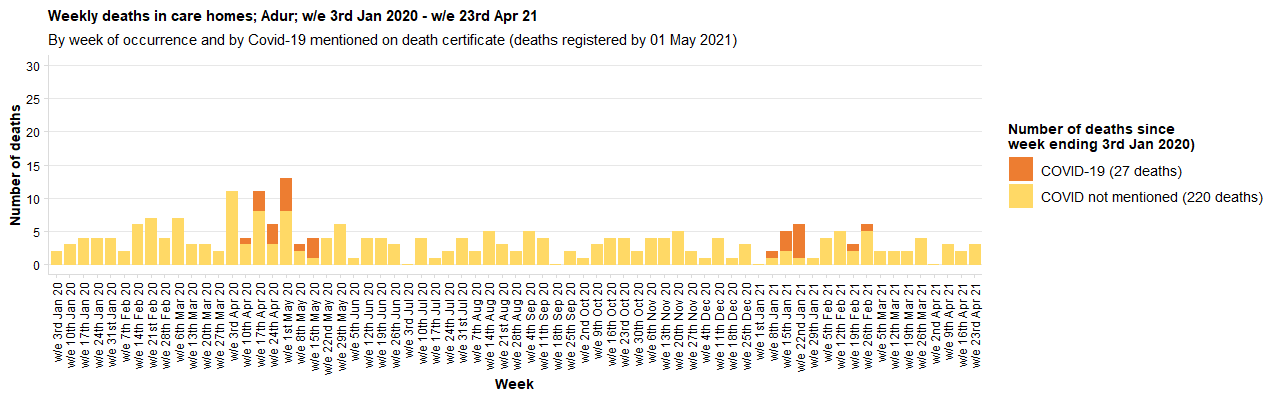 Weekly deaths in care homes; Adur; w/e 3rd Jan 2020 - w/e 23rd Apr 21
By week of occurrence and by Covid-19 mentioned on death certificate (deaths registered by 01 May 2021)
Number of deaths
30
25
20
15
10
5
0
w/e 3rd Jan 20
w/e 10th Jan 20
w/e 17th Jan 20
w/e 24th Jan 20
w/e 31st Jan 20
w/e 7th Feb 20
w/e 14th Feb 20
w/e 21st Feb 20
w/e 28th Feb 20
w/e 6th Mar 20
w/e 13th Mar 20
w/e 20th Mar 20
w/e 27th Mar 20
w/e 3rd Apr 20
w/e 10th Apr 20
w/e 17th Apr 20
w/e 24th Apr 20
w/e 1st May 20
w/e 8th May 20
w/e 15th May 20
w/e 22nd May 20
w/e 29th May 20
w/e 5th Jun 20
w/e 12th Jun 20
w/e 19th Jun 20
w/e 26th Jun 20
w/e 3rd Jul 20
w/e 10th Jul 20
w/e 17th Jul 20
w/e 24th Jul 20
w/e 31st Jul 20
w/e 7th Aug 20
w/e 14th Aug 20
w/e 21st Aug 20
w/e 28th Aug 20
w/e 4th Sep 20
w/e 11th Sep 20
w/e 18th Sep 20
w/e 25th Sep 20
w/e 2nd Oct 20
w/e 9th Oct 20
w/e 16th Oct 20
w/e 23rd Oct 20
w/e 30th Oct 20
w/e 6th Nov 20
w/e 13th Nov 20
w/e 20th Nov 20
w/e 27th Nov 20
w/e 4th Dec 20
w/e 11th Dec 20
w/e 18th Dec 20
w/e 25th Dec 20
w/e 1st Jan 21
w/e 8th Jan 21
w/e 15th Jan 21
w/e 22nd Jan 21
w/e 29th Jan 21
w/e 5th Feb 21
w/e 12th Feb 21
w/e 19th Feb 21
w/e 26th Feb 21
w/e 5th Mar 21
w/e 12th Mar 21
w/e 19th Mar 21
w/e 26th Mar 21
w/e 2nd Apr 21
w/e 9th Apr 21
w/e 16th Apr 21
w/e 23rd Apr 21
Week
Number of deaths since
week ending 3rd Jan 2020)
COVID-19 (27 deaths)
COVID not mentioned (220 deaths)